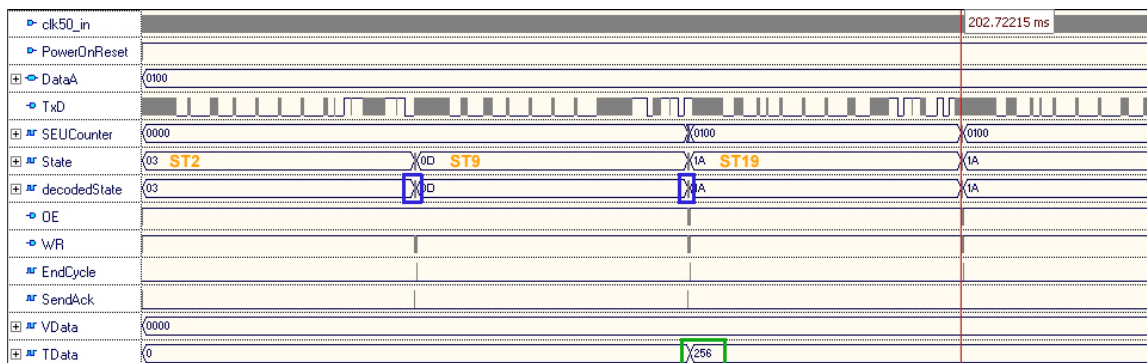 clk50_in 202.72215 ms
PowerOnReset
DataA 0100
TxD
SEUCounter 0000 0100 0100
State 03 ST2 0D ST9 1A ST19 1A
decodedState 03 0D 1A 1A
OE
WR
EndCycle
SendAck
VData 0000
TData 0 256